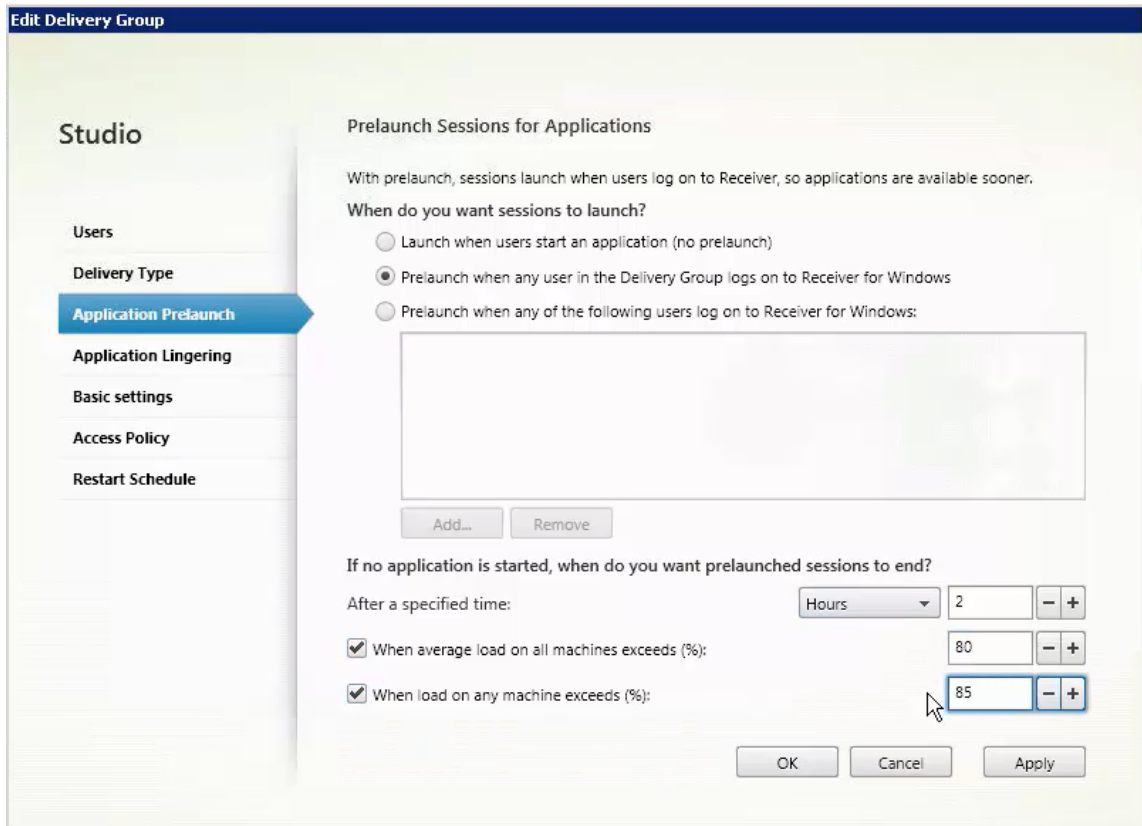 Edit Delivery Group
Studio
Users
Delivery Type
Application Prelaunch
Application Lingering
Basic settings
Access Policy
Restart Schedule
Prelaunch Sessions for Applications
With prelaunch, sessions launch when users log on to Receiver, so applications are available sooner.
When do you want sessions to launch?
Launch when users start an application (no prelaunch)
Prelaunch when any user in the Delivery Group logs on to Receiver for Windows
Prelaunch when any of the following users log on to Receiver for Windows:
Add... Remove
If no application is started, when do you want prelaunched sessions to end?
After a specified time: Hours 2 − +
When average load on all machines exceeds (%): 80 − +
When load on any machine exceeds (%): 85 − +
OK Cancel Apply